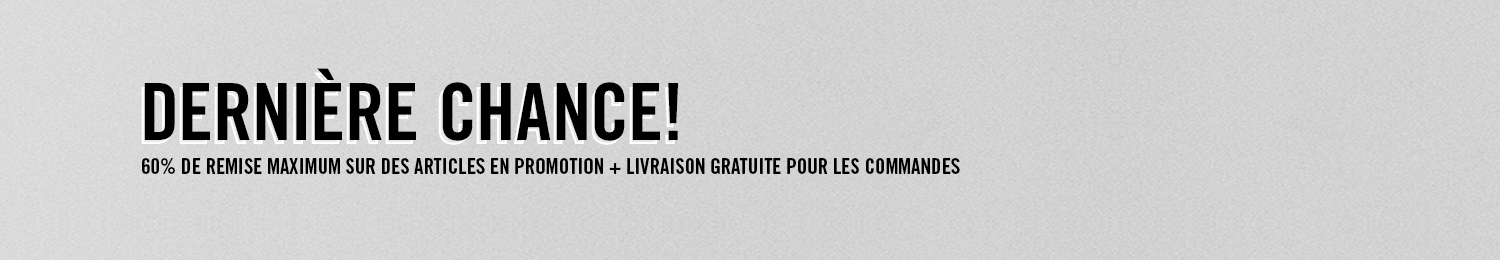 DERNIÈRE CHANCE!
60% DE REMISE MAXIMUM SUR DES ARTICLES EN PROMOTION + LIVRAISON GRATUITE POUR LES COMMANDES